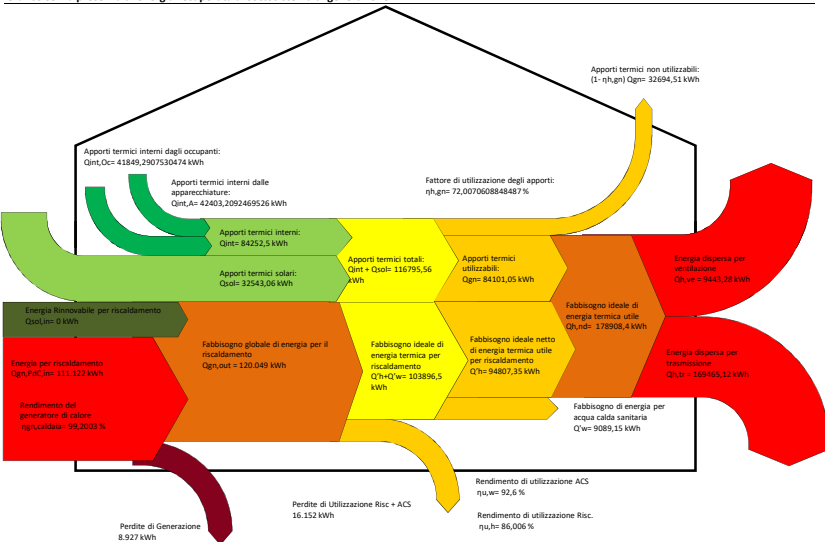 Apporti termici non utilizzabili:
(1- ηh,gn) Qgn= 32694,51 kWh
Apporti termici interni dagli occupanti:
Qint,Oc= 41849,2907530474 kWh
Apporti termici interni dalle
apparecchiature:
Qint,A= 42403,2092469526 kWh
Fattore di utilizzazione degli apporti:
ηh,gn= 72,0070608848487 %
Apporti termici interni:
Qint= 84252,5 kWh
Apporti termici solari:
Qsol= 32543,06 kWh
Apporti termici totali:
Qint + Qsol= 116795,56
kWh
Apporti termici
utilizzabili:
Qgn= 84101,05 kWh
Energia dispersa per
ventilazione
Qh,ve = 9443,28 kWh
Energia Rinnovabile per riscaldamento
Qsol,in= 0 kWh
Fabbisogno ideale di
energia termica utile
Qh,nd= 178908,4 kWh
Fabbisogno globale di energia per il
riscaldamento
Qgn,out = 120.049 kWh
Fabbisogno ideale di
energia termica per
riscaldamento
Q'h+Q'w= 103896,5
kWh
Fabbisogno ideale netto
di energia termica utile
per riscaldamento
Q'h= 94807,35 kWh
Energia dispersa per
trasmissione
Qh,tr = 169465,12 kWh
Energia per riscaldamento
Qgn,PdC,in= 111.122 kWh
Rendimento del
generatore di calore
ηgn,caldaia= 99,2003 %
Fabbisogno di energia per
acqua calda sanitaria
Q'w= 9089,15 kWh
Rendimento di utilizzazione ACS
ηu,w= 92,6 %
Perdite di Utilizzazione Risc + ACS
16.152 kWh
Rendimento di utilizzazione Risc.
ηu,h= 86,006 %
Perdite di Generazione
8.927 kWh